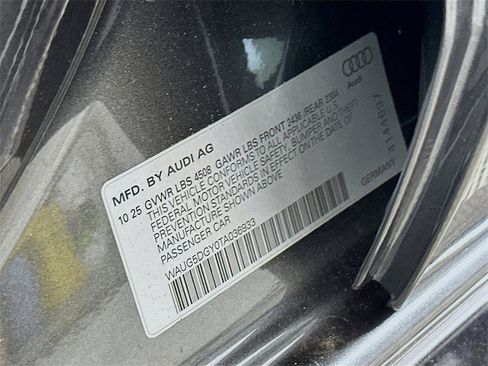 Audi
MFD. BY AUDI AG
10 25 GVWR LBS 4508 GAWR LBS FRONT 2436 /REAR 2304
THIS VEHICLE CONFORMS TO ALL APPLICABLE U.S.
FEDERAL MOTOR VEHICLE SAFETY, BUMPER AND THEFT
PREVENTION STANDARDS IN EFFECT ON THE DATE OF
MANUFACTURE SHOWN ABOVE
PASSENGER CAR
WAUG5DGY0TA036933
GERMANY